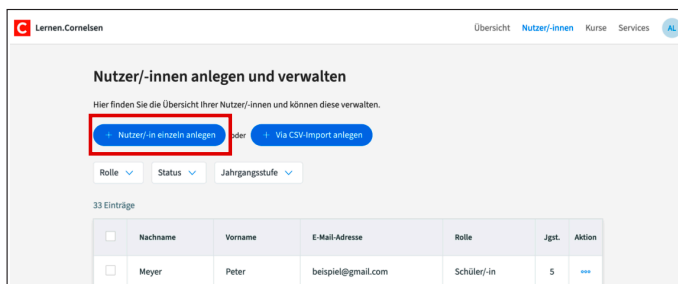 C Lernen.Cornelsen Übersicht Nutzer/-innen Kurse Services AL
Nutzer/-innen anlegen und verwalten
Hier finden Sie die Übersicht Ihrer Nutzer/-innen und können diese verwalten.
+ Nutzer/-in einzeln anlegen oder + Via CSV-Import anlegen
Rolle Status Jahrgangsstufe
33 Einträge
Nachname Vorname E-Mail-Adresse Rolle Jgst. Aktion
Meyer Peter beispiel@gmail.com Schüler/-in 5